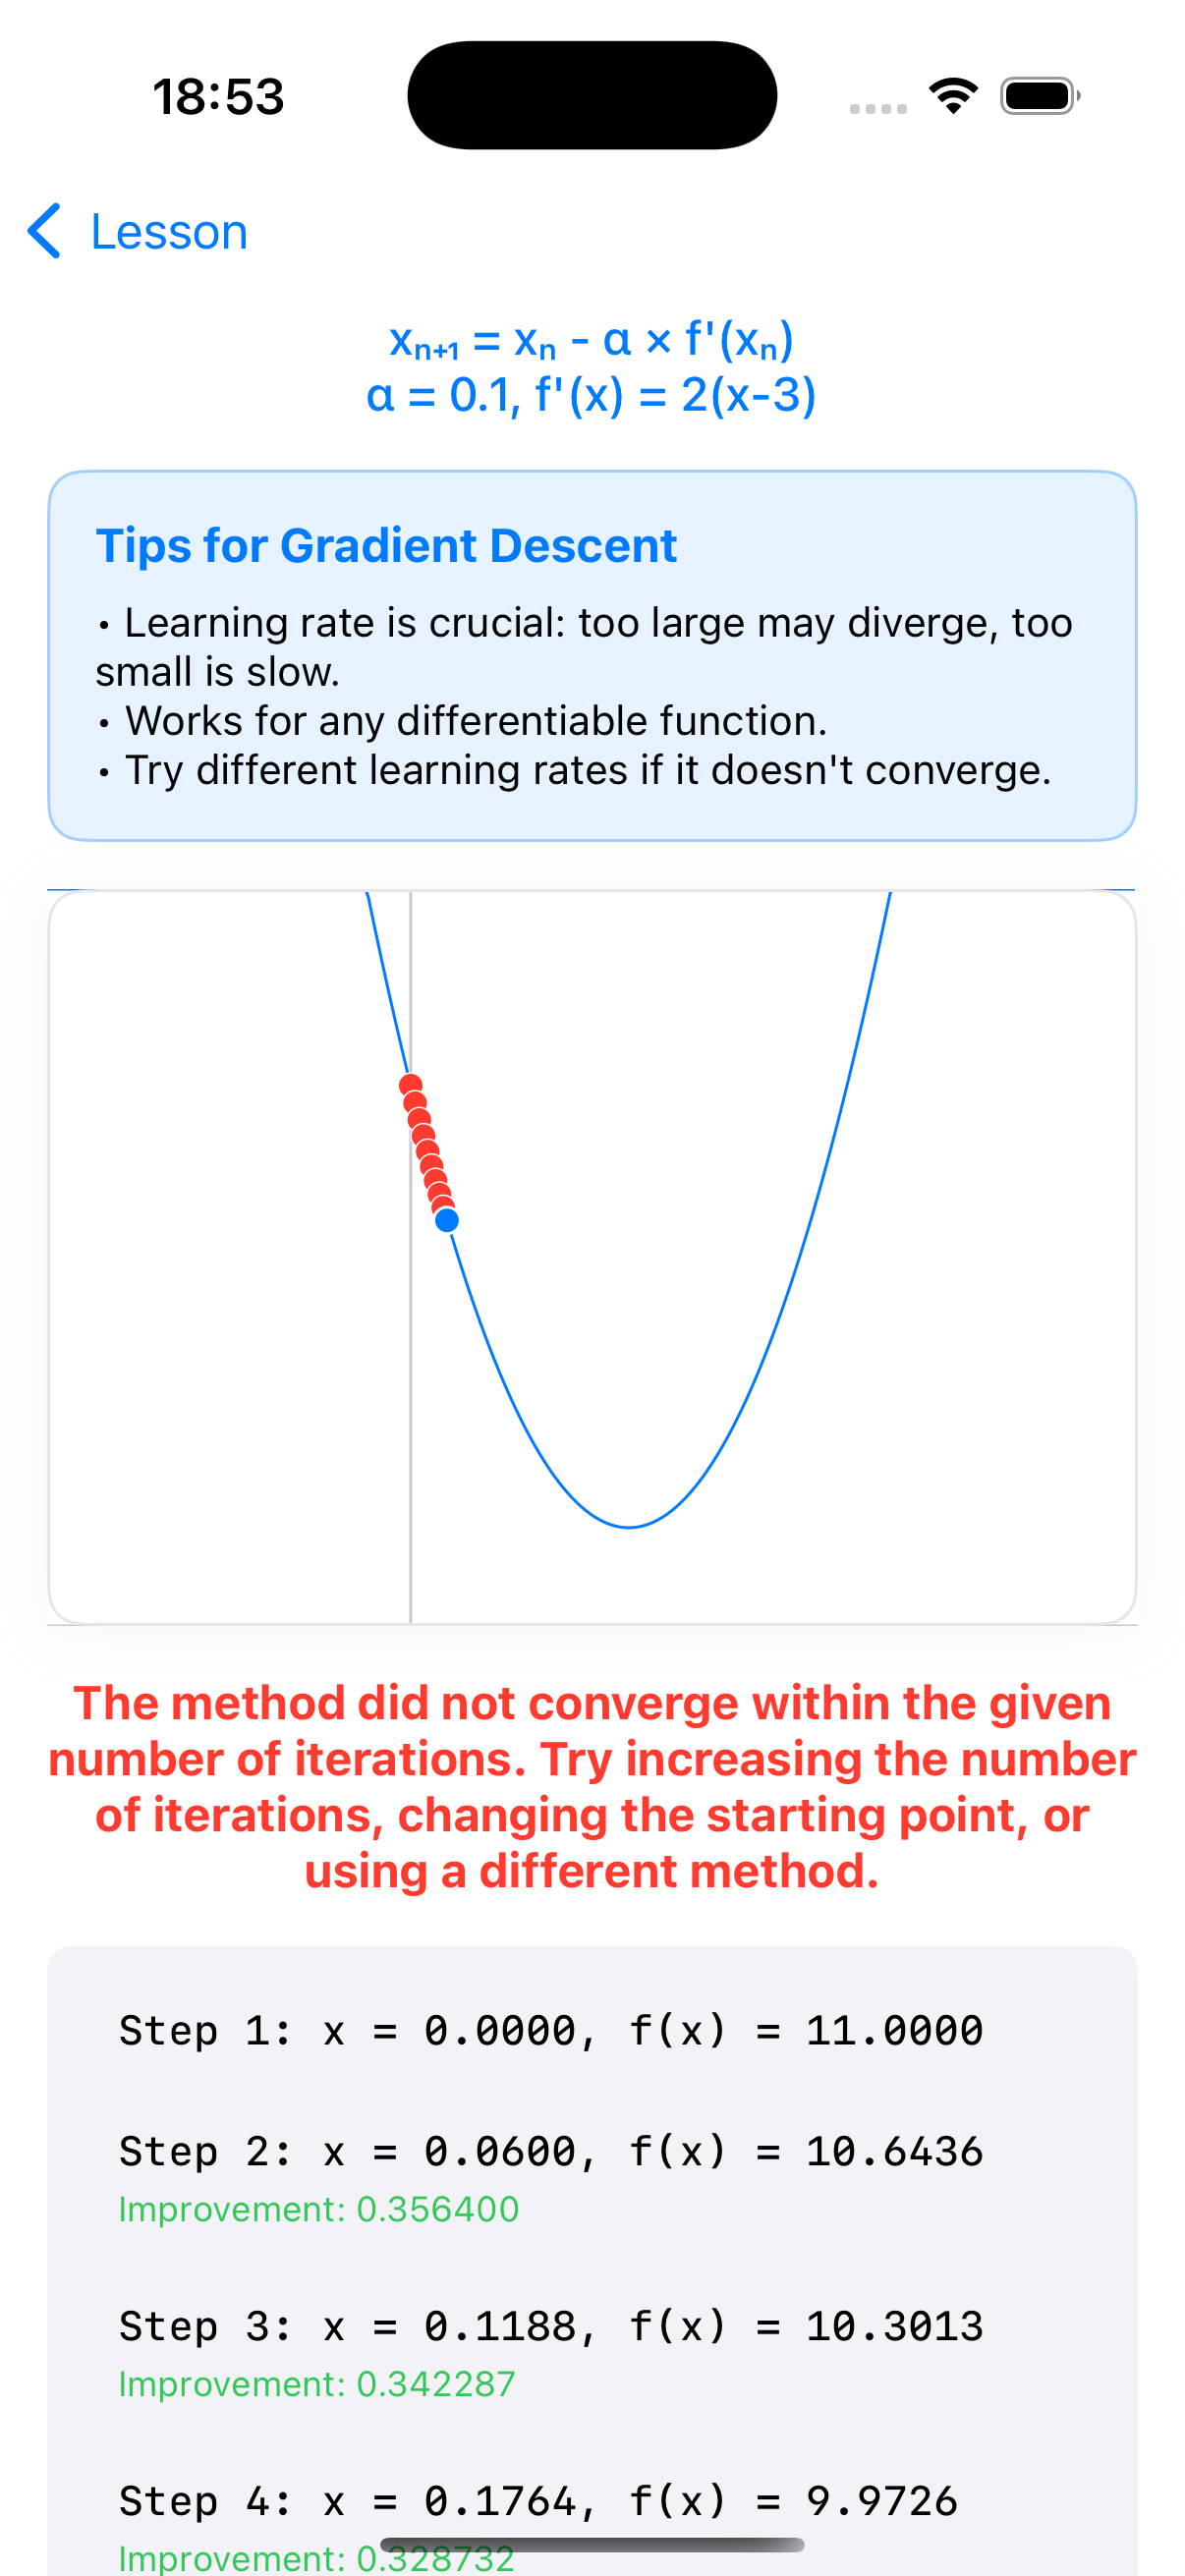 18:53
Lesson
xₙ₊₁ = xₙ - α × f'(xₙ)
α = 0.1, f'(x) = 2(x-3)
Tips for Gradient Descent
• Learning rate is crucial: too large may diverge, too
small is slow.
• Works for any differentiable function.
• Try different learning rates if it doesn't converge.
The method did not converge within the given
number of iterations. Try increasing the number
of iterations, changing the starting point, or
using a different method.
Step 1: x = 0.0000, f(x) = 11.0000
Step 2: x = 0.0600, f(x) = 10.6436
Improvement: 0.356400
Step 3: x = 0.1188, f(x) = 10.3013
Improvement: 0.342287
Step 4: x = 0.1764, f(x) = 9.9726
Improvement: 0.328732